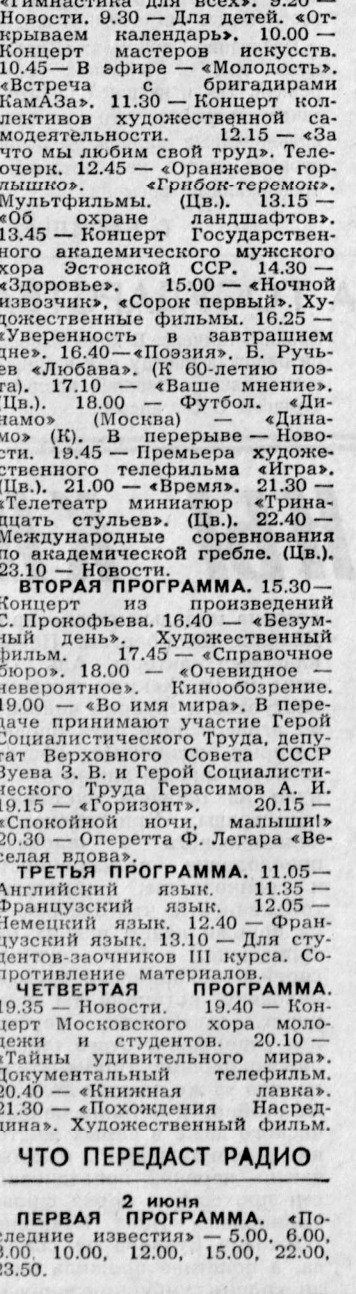 «Гимнастика для всех». 9.20 —
Новости. 9.30 — Для детей. «От-
крываем календарь». 10.00 —
Концерт мастеров искусств.
10.45— В эфире — «Молодость».
«Встреча с бригадирами
КамАЗа». 11.30 — Концерт кол-
лективов художественной са-
модеятельности. 12.15 — «За
что мы любим свой труд». Теле-
очерк. 12.45 — «Оранжевое гор-
лышко». «Грибок-теремок».
Мультфильмы. (Цв.). 13.15 —
«Об охране ландшафтов».
13.45 — Концерт Государствен-
ного академического мужского
хора Эстонской ССР. 14.30 —
«Здоровье». 15.00 — «Ночной
извозчик», «Сорок первый». Ху-
дожественные фильмы. 16.25 —
«Уверенность в завтрашнем
дне». 16.40—«Поэзия». Б. Ручь-
ев «Любава». (К 60-летию поэ-
та). 17.10 — «Ваше мнение».
(Цв.). 18.00 — Футбол. «Ди-
намо» (Москва) — «Дина-
мо» (К). В перерыве — Ново-
сти. 19.45 — Премьера художе-
ственного телефильма «Игра».
(Цв.). 21.00 — «Время». 21.30 —
«Телетеатр миниатюр «Трина-
дцать стульев». (Цв.). 22.40 —
Международные соревнования
по академической гребле. (Цв.).
23.10 — Новости.
ВТОРАЯ ПРОГРАММА. 15.30—
Концерт из произведений
С. Прокофьева. 16.40 — «Безум-
ный день». Художественный
фильм. 17.45 — «Справочное
бюро». 18.00 — «Очевидное —
невероятное». Кинообозрение.
19.00 — «Во имя мира». В пере-
даче принимают участие Герой
Социалистического Труда, депу-
тат Верховного Совета СССР
Зуева З. В. и Герой Социалисти-
ческого Труда Герасимов А. И.
19.15 — «Горизонт». 20.15 —
«Спокойной ночи, малыши!»
20.30 — Оперетта Ф. Легара «Ве-
селая вдова».
ТРЕТЬЯ ПРОГРАММА. 11.05—
Английский язык. 11.35 —
Французский язык. 12.05 —
Немецкий язык. 12.40 — Фран-
цузский язык. 13.10 — Для сту-
дентов-заочников III курса. Со-
противление материалов.
ЧЕТВЕРТАЯ ПРОГРАММА.
19.35 — Новости. 19.40 — Кон-
церт Московского хора моло-
дежи и студентов. 20.10 —
«Тайны удивительного мира».
Документальный телефильм.
20.40 — «Книжная лавка».
21.30 — «Похождения Насред-
дина». Художественный фильм.
ЧТО ПЕРЕДАСТ РАДИО
2 июня
ПЕРВАЯ ПРОГРАММА. «По-
следние известия» — 5.00, 6.00,
8.00, 10.00, 12.00, 15.00, 22.00,
23.50.